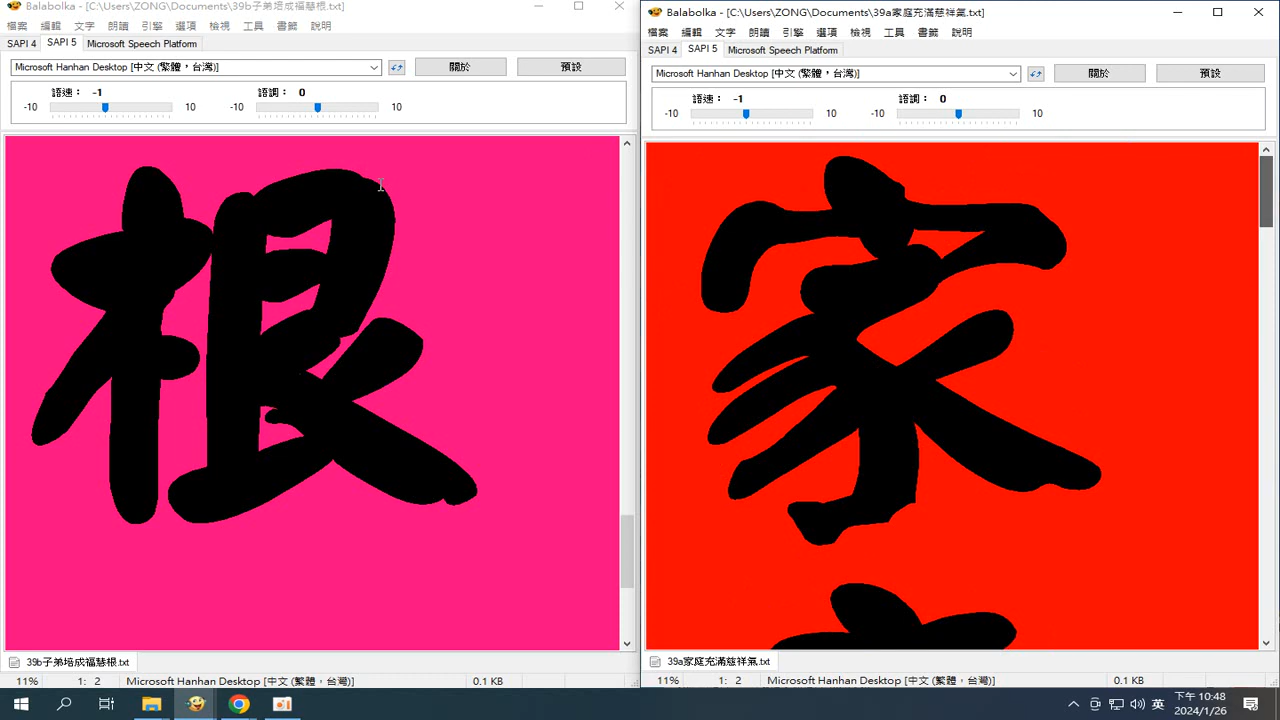 Balabolka - [C:\Users\ZONG\Documents\39b子弟培成福慧根.txt]
檔案 編輯 文字 朗讀 引擎 選項 檢視 工具 書籤 說明
SAPI 4 SAPI 5 Microsoft Speech Platform
Microsoft Hanhan Desktop [中文 (繁體，台灣)] 關於 預設
語速： -1 語調： 0
-10 10 -10 10
根
39b子弟培成福慧根.txt
11% 1: 2 Microsoft Hanhan Desktop [中文 (繁體，台灣)] 0.1 KB
Balabolka - [C:\Users\ZONG\Documents\39a家庭充滿慈祥氣.txt]
檔案 編輯 文字 朗讀 引擎 選項 檢視 工具 書籤 說明
SAPI 4 SAPI 5 Microsoft Speech Platform
Microsoft Hanhan Desktop [中文 (繁體，台灣)] 關於 預設
語速： -1 語調： 0
-10 10 -10 10
家
39a家庭充滿慈祥氣.txt
11% 1: 2 Microsoft Hanhan Desktop [中文 (繁體，台灣)] 0.1 KB
英 下午 10:48
2024/1/26